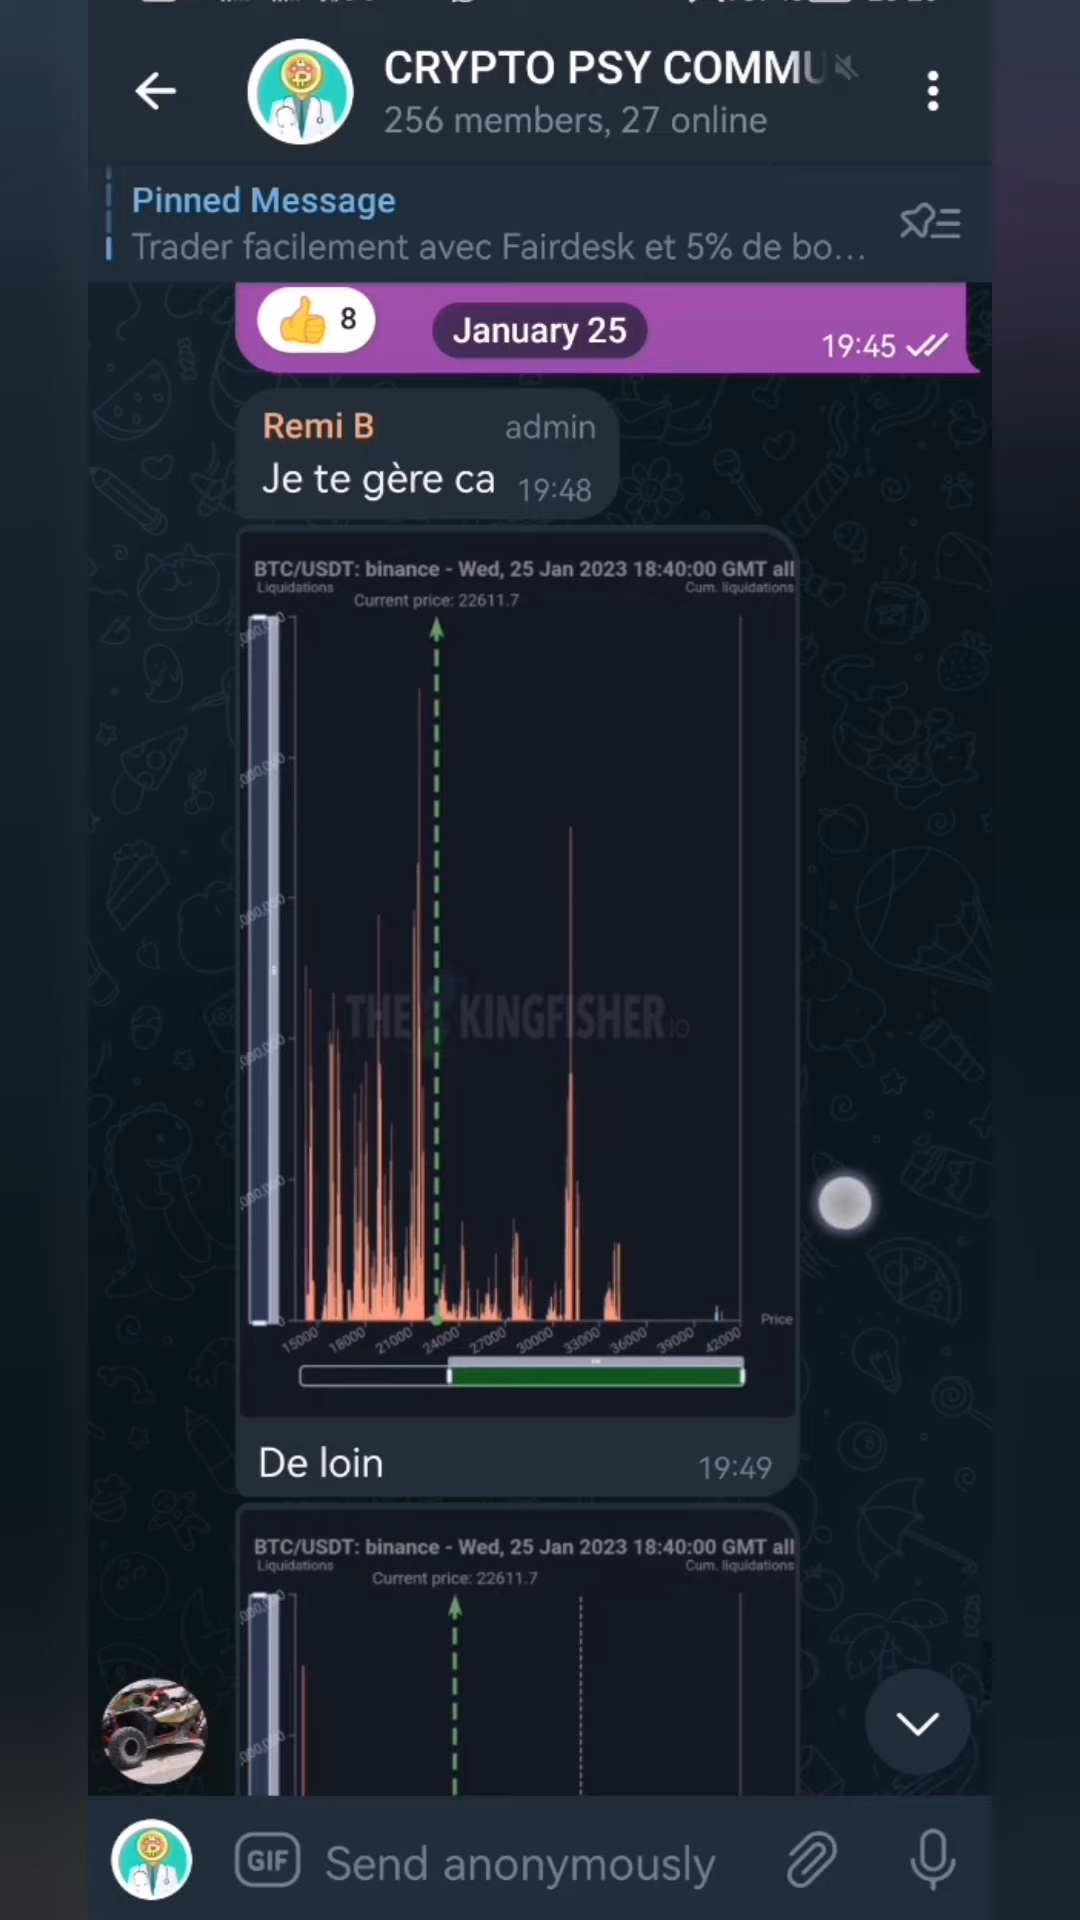 CRYPTO PSY COMMU
256 members, 27 online
Pinned Message
Trader facilement avec Fairdesk et 5% de bo...
👍 8
January 25
19:45
Remi B admin
Je te gère ca 19:48
BTC/USDT: binance - Wed, 25 Jan 2023 18:40:00 GMT all
Liquidations Cum. liquidations
Current price: 22611.7
THE KINGFISHER.IO
Price
15000 18000 21000 24000 27000 30000 33000 36000 39000 42000
De loin 19:49
BTC/USDT: binance - Wed, 25 Jan 2023 18:40:00 GMT all
Liquidations Cum. liquidations
Current price: 22611.7
GIF Send anonymously